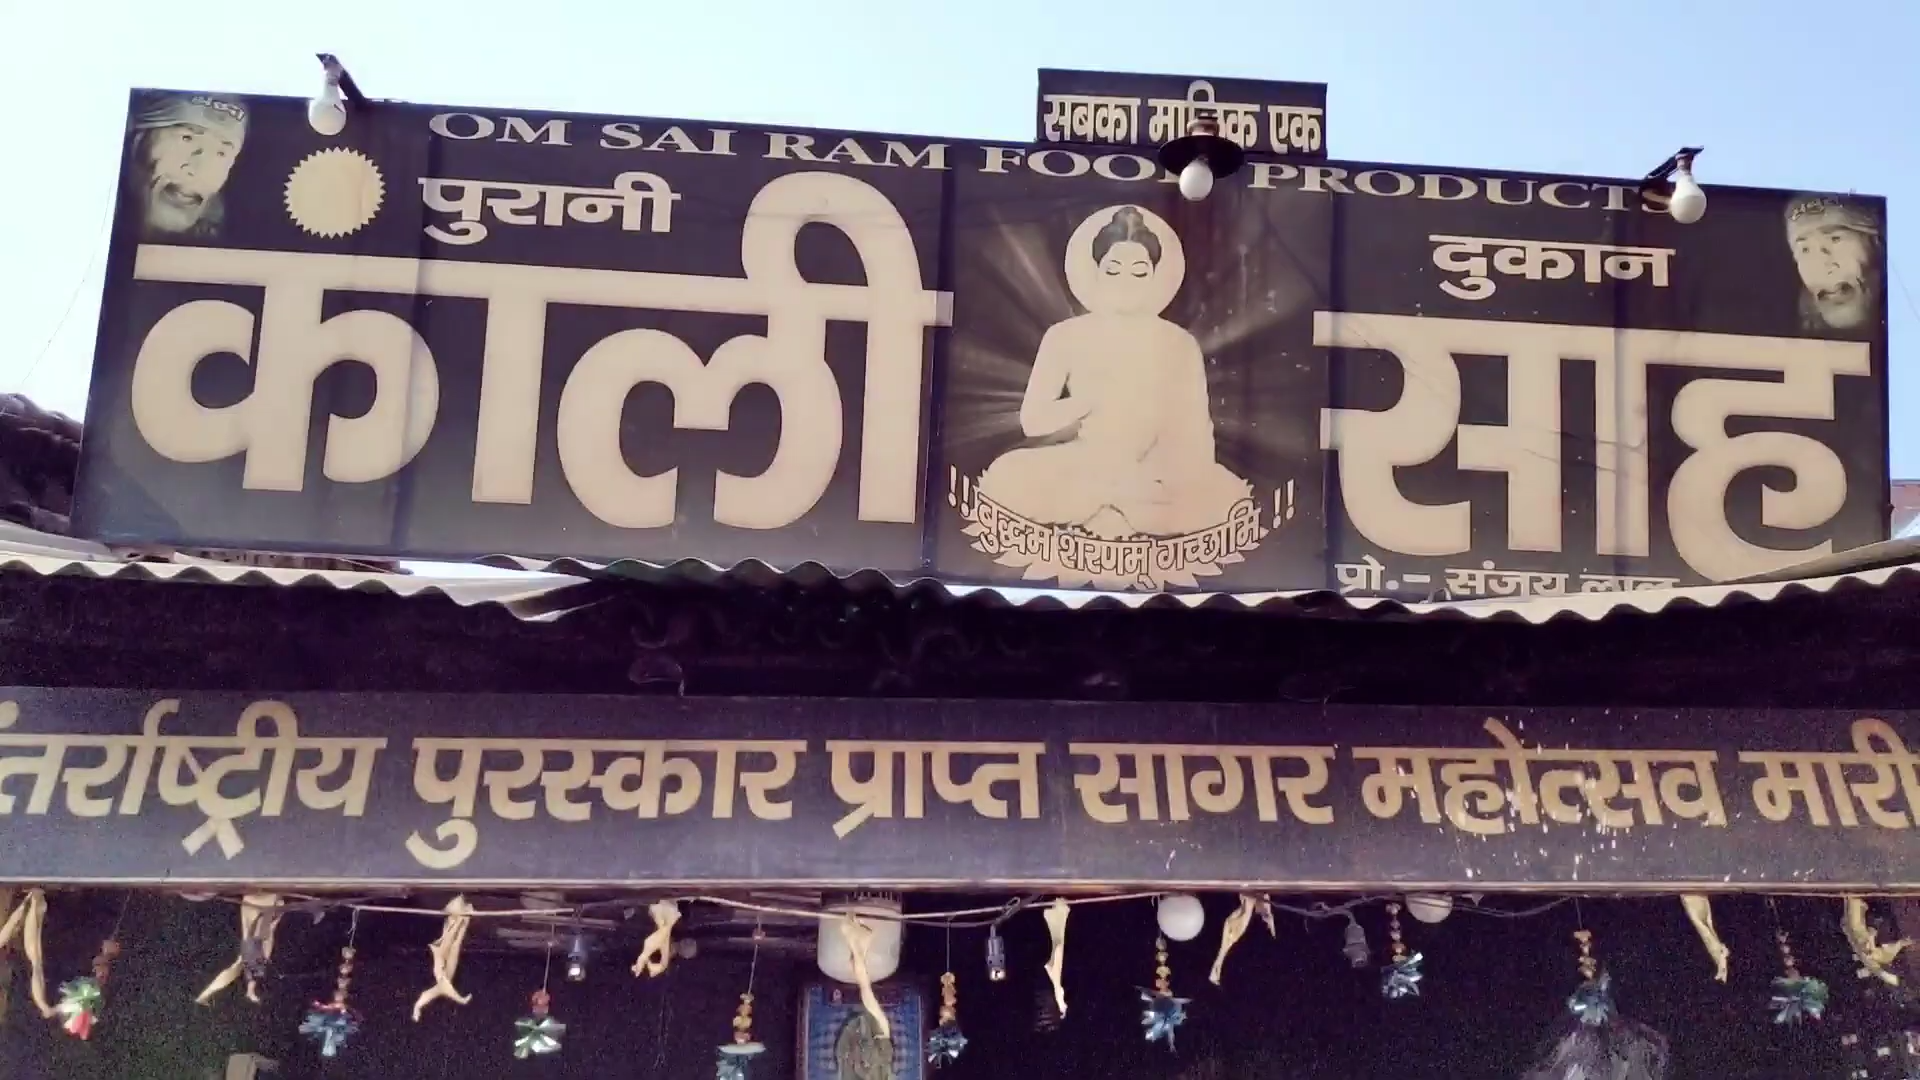 सबका मालिक एक
OM SAI RAM FOOD PRODUCTS
पुरानी दुकान
काली साह
!! बुद्धम शरणम् गच्छामि !!
प्रो.- संजय लाल
तर्राष्ट्रीय पुरस्कार प्राप्त सागर महोत्सव मारी